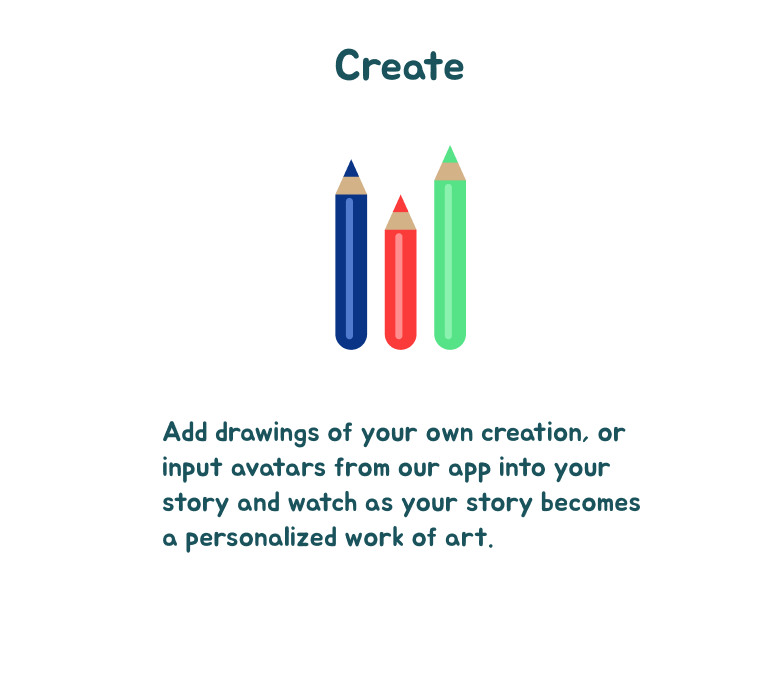 Create
Add drawings of your own creation, or
input avatars from our app into your
story and watch as your story becomes
a personalized work of art.